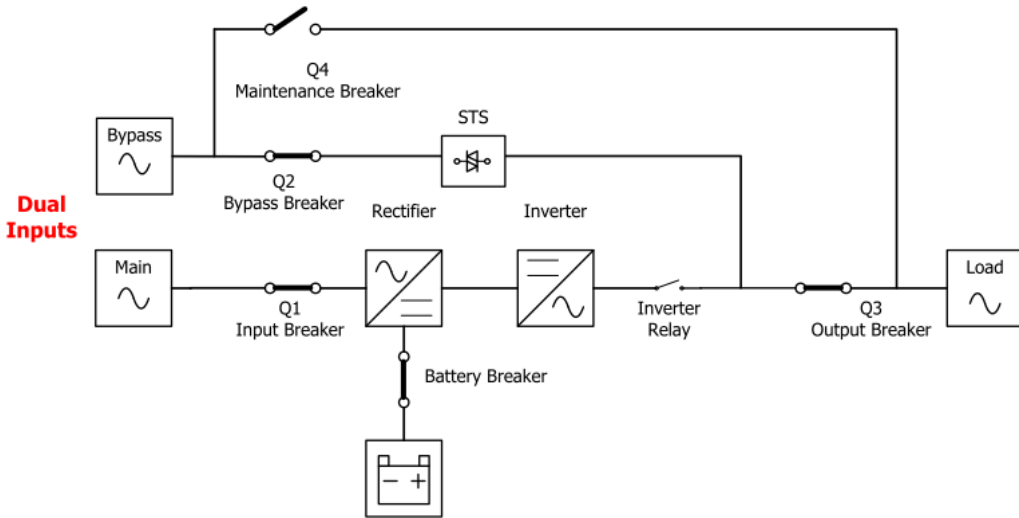 Q4
Maintenance Breaker
STS
Bypass
Q2
Bypass Breaker
Dual
Inputs
Rectifier
Inverter
Main
Load
Q1
Input Breaker
Inverter
Relay
Q3
Output Breaker
Battery Breaker